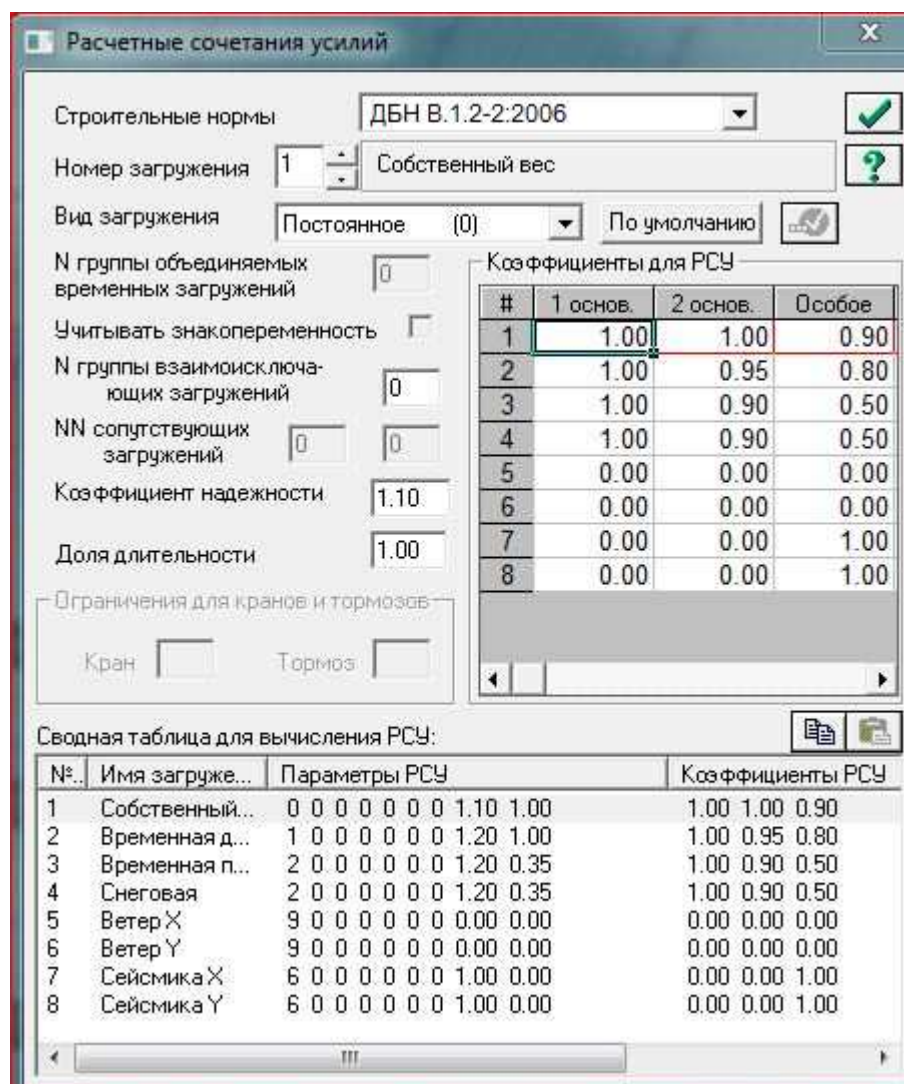 Расчетные сочетания усилий
Строительные нормы ДБН В.1.2-2:2006
Номер загружения 1 Собственный вес
Вид загружения Постоянное (0) По умолчанию
N группы объединяемых
временных загружений 0
Учитывать знакопеременность
N группы взаимоисключа-
ющих загружений 0
NN сопутствующих
загружений 0 0
Коэффициент надежности 1.10
Доля длительности 1.00
Ограничения для кранов и тормозов
Кран Тормоз
Коэффициенты для РСУ
# 1 основ. 2 основ. Особое
1 1.00 1.00 0.90
2 1.00 0.95 0.80
3 1.00 0.90 0.50
4 1.00 0.90 0.50
5 0.00 0.00 0.00
6 0.00 0.00 0.00
7 0.00 0.00 1.00
8 0.00 0.00 1.00
Сводная таблица для вычисления РСУ:
№.. Имя загруже... Параметры РСУ Коэффициенты РСУ
1 Собственный... 0 0 0 0 0 0 0 1.10 1.00 1.00 1.00 0.90
2 Временная д... 1 0 0 0 0 0 0 1.20 1.00 1.00 0.95 0.80
3 Временная п... 2 0 0 0 0 0 0 1.20 0.35 1.00 0.90 0.50
4 Снеговая 2 0 0 0 0 0 0 1.20 0.35 1.00 0.90 0.50
5 Ветер X 9 0 0 0 0 0 0 0.00 0.00 0.00 0.00 0.00
6 Ветер Y 9 0 0 0 0 0 0 0.00 0.00 0.00 0.00 0.00
7 Сейсмика X 6 0 0 0 0 0 0 1.00 0.00 0.00 0.00 1.00
8 Сейсмика Y 6 0 0 0 0 0 0 1.00 0.00 0.00 0.00 1.00